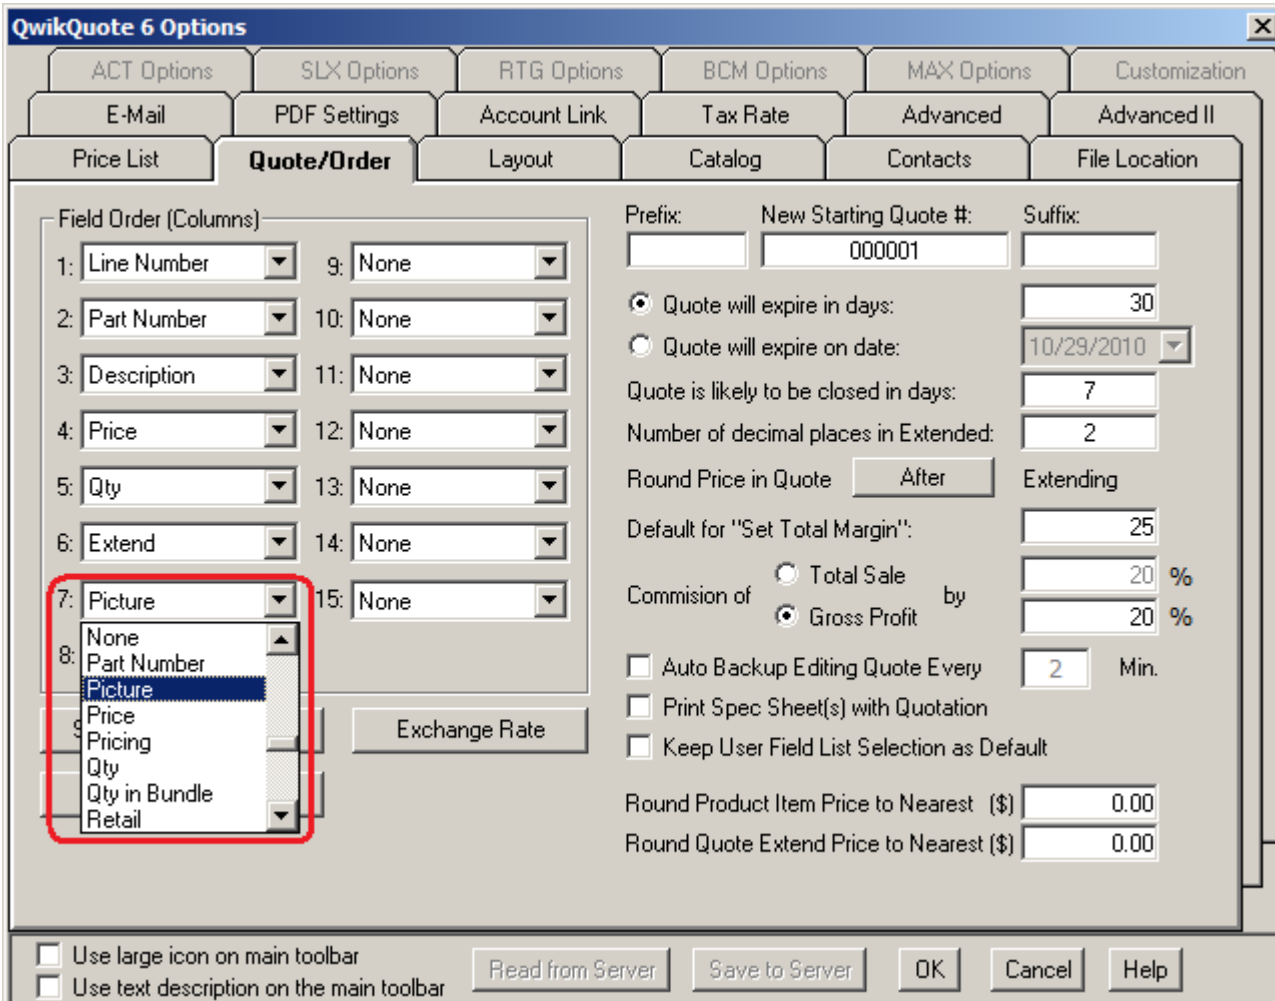 QwikQuote 6 Options
ACT Options SLX Options RTG Options BCM Options MAX Options Customization
E-Mail PDF Settings Account Link Tax Rate Advanced Advanced II
Price List Quote/Order Layout Catalog Contacts File Location
Field Order (Columns)
1: Line Number 9: None
2: Part Number 10: None
3: Description 11: None
4: Price 12: None
5: Qty 13: None
6: Extend 14: None
7: Picture 15: None
None
8: Part Number
Picture
Price
Pricing
Qty
Qty in Bundle
Retail
Exchange Rate
Prefix: New Starting Quote #: Suffix:
000001
Quote will expire in days: 30
Quote will expire on date: 10/29/2010
Quote is likely to be closed in days: 7
Number of decimal places in Extended: 2
Round Price in Quote After Extending
Default for "Set Total Margin": 25
Total Sale 20 %
Commision of by
Gross Profit 20 %
Auto Backup Editing Quote Every 2 Min.
Print Spec Sheet(s) with Quotation
Keep User Field List Selection as Default
Round Product Item Price to Nearest ($) 0.00
Round Quote Extend Price to Nearest ($) 0.00
Use large icon on main toolbar
Use text description on the main toolbar
Read from Server Save to Server OK Cancel Help